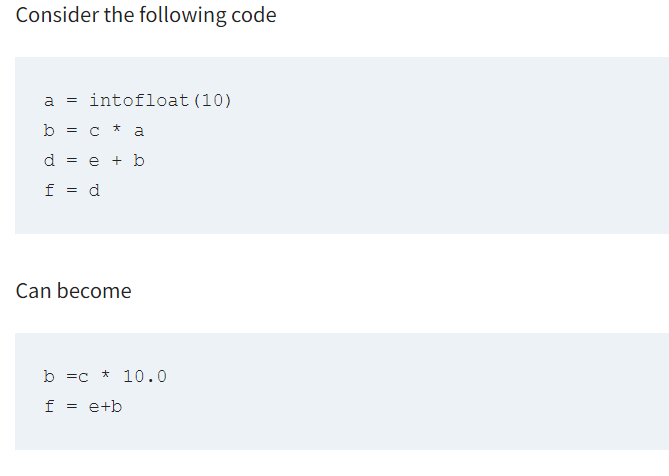 Consider the following code
a = intofloat(10)
b = c * a
d = e + b
f = d
Can become
b =c * 10.0
f = e+b